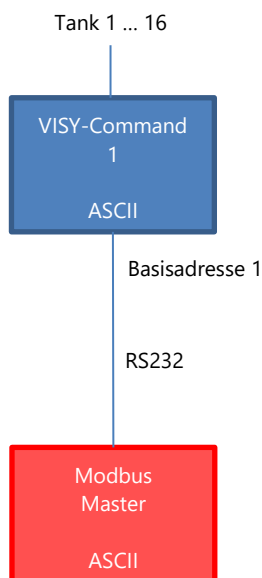 Tank 1 ... 16
VISY-Command
1
ASCII
Basisadresse 1
RS232
Modbus
Master
ASCII